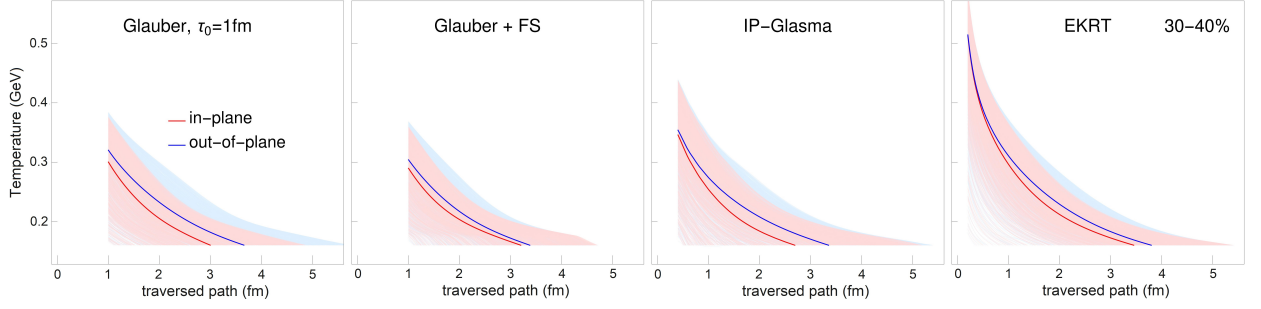 Glauber, τ₀=1fm
Glauber + FS
IP−Glasma
EKRT 30−40%
0.5
0.4
0.3
0.2
Temperature (GeV)
in−plane
out−of−plane
0 1 2 3 4 5
0 1 2 3 4 5
0 1 2 3 4 5
0 1 2 3 4 5
traversed path (fm)
traversed path (fm)
traversed path (fm)
traversed path (fm)